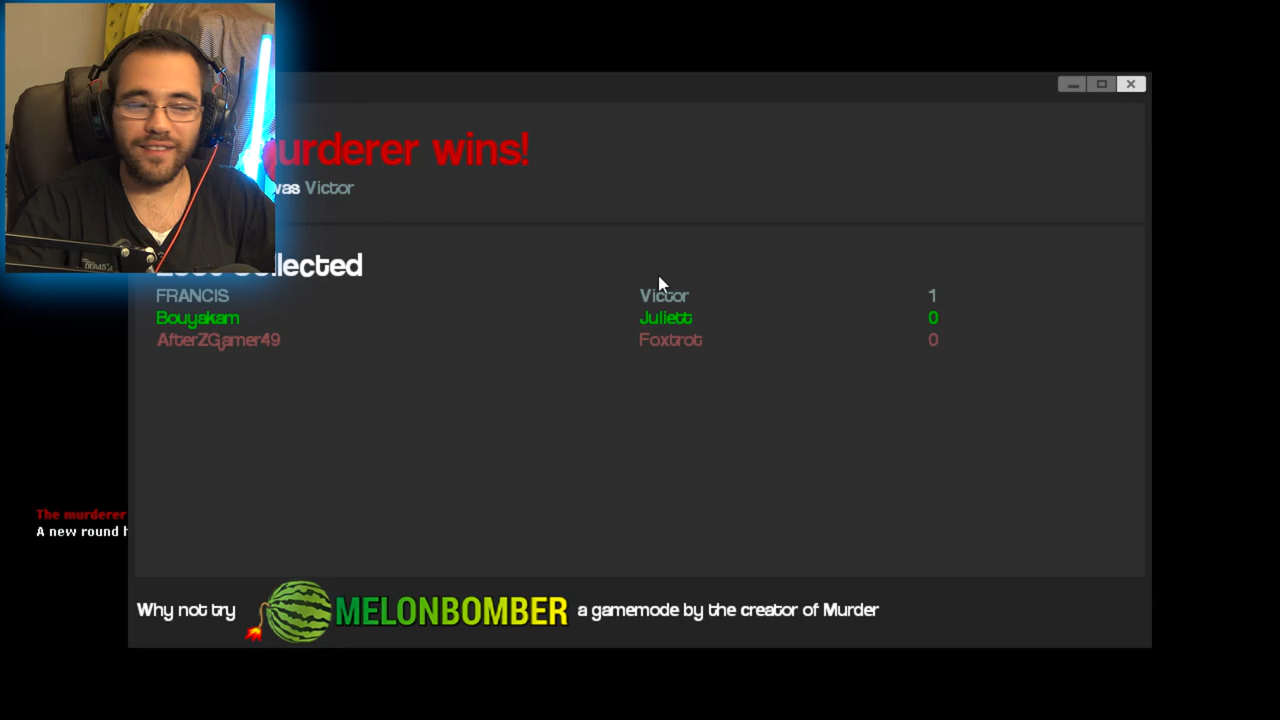 urderer wins!
was Victor
Collected
FRANCIS Victor 1
Bouyakam Juliett 0
AfterZGamer49 Foxtrot 0
The murderer
A new round h
Why not try MELONBOMBER a gamemode by the creator of Murder